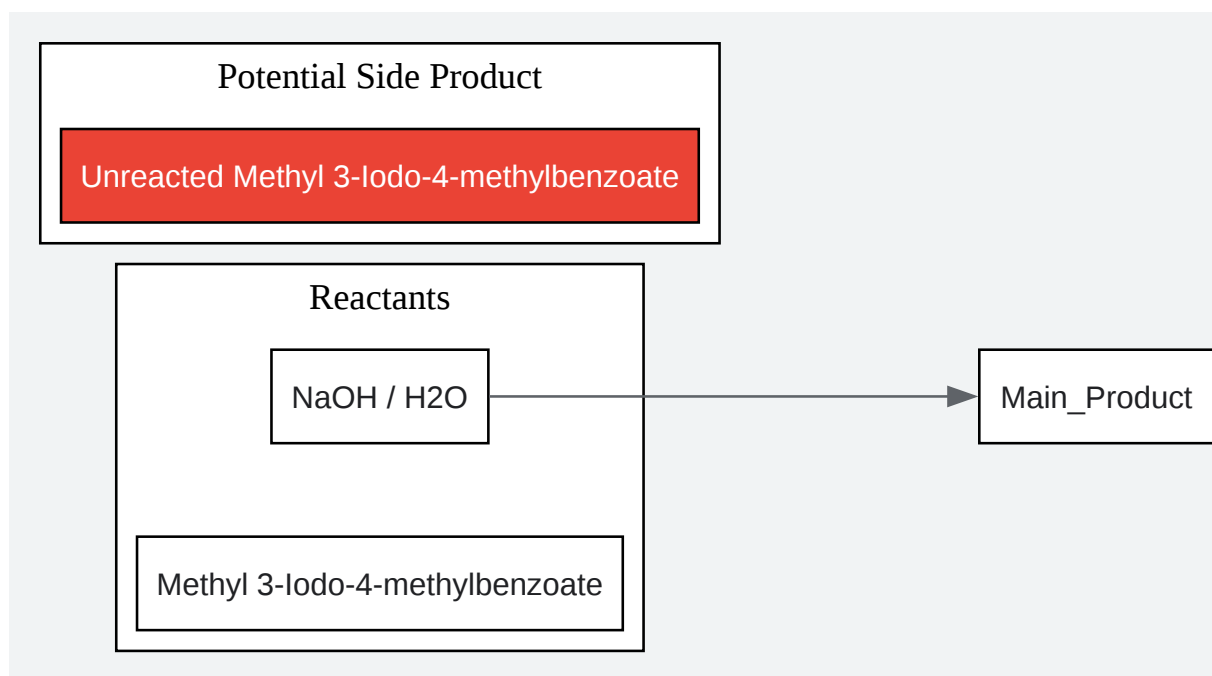 Potential Side Product
Unreacted Methyl 3-Iodo-4-methylbenzoate
Reactants
NaOH / H2O
Main_Product
Methyl 3-Iodo-4-methylbenzoate